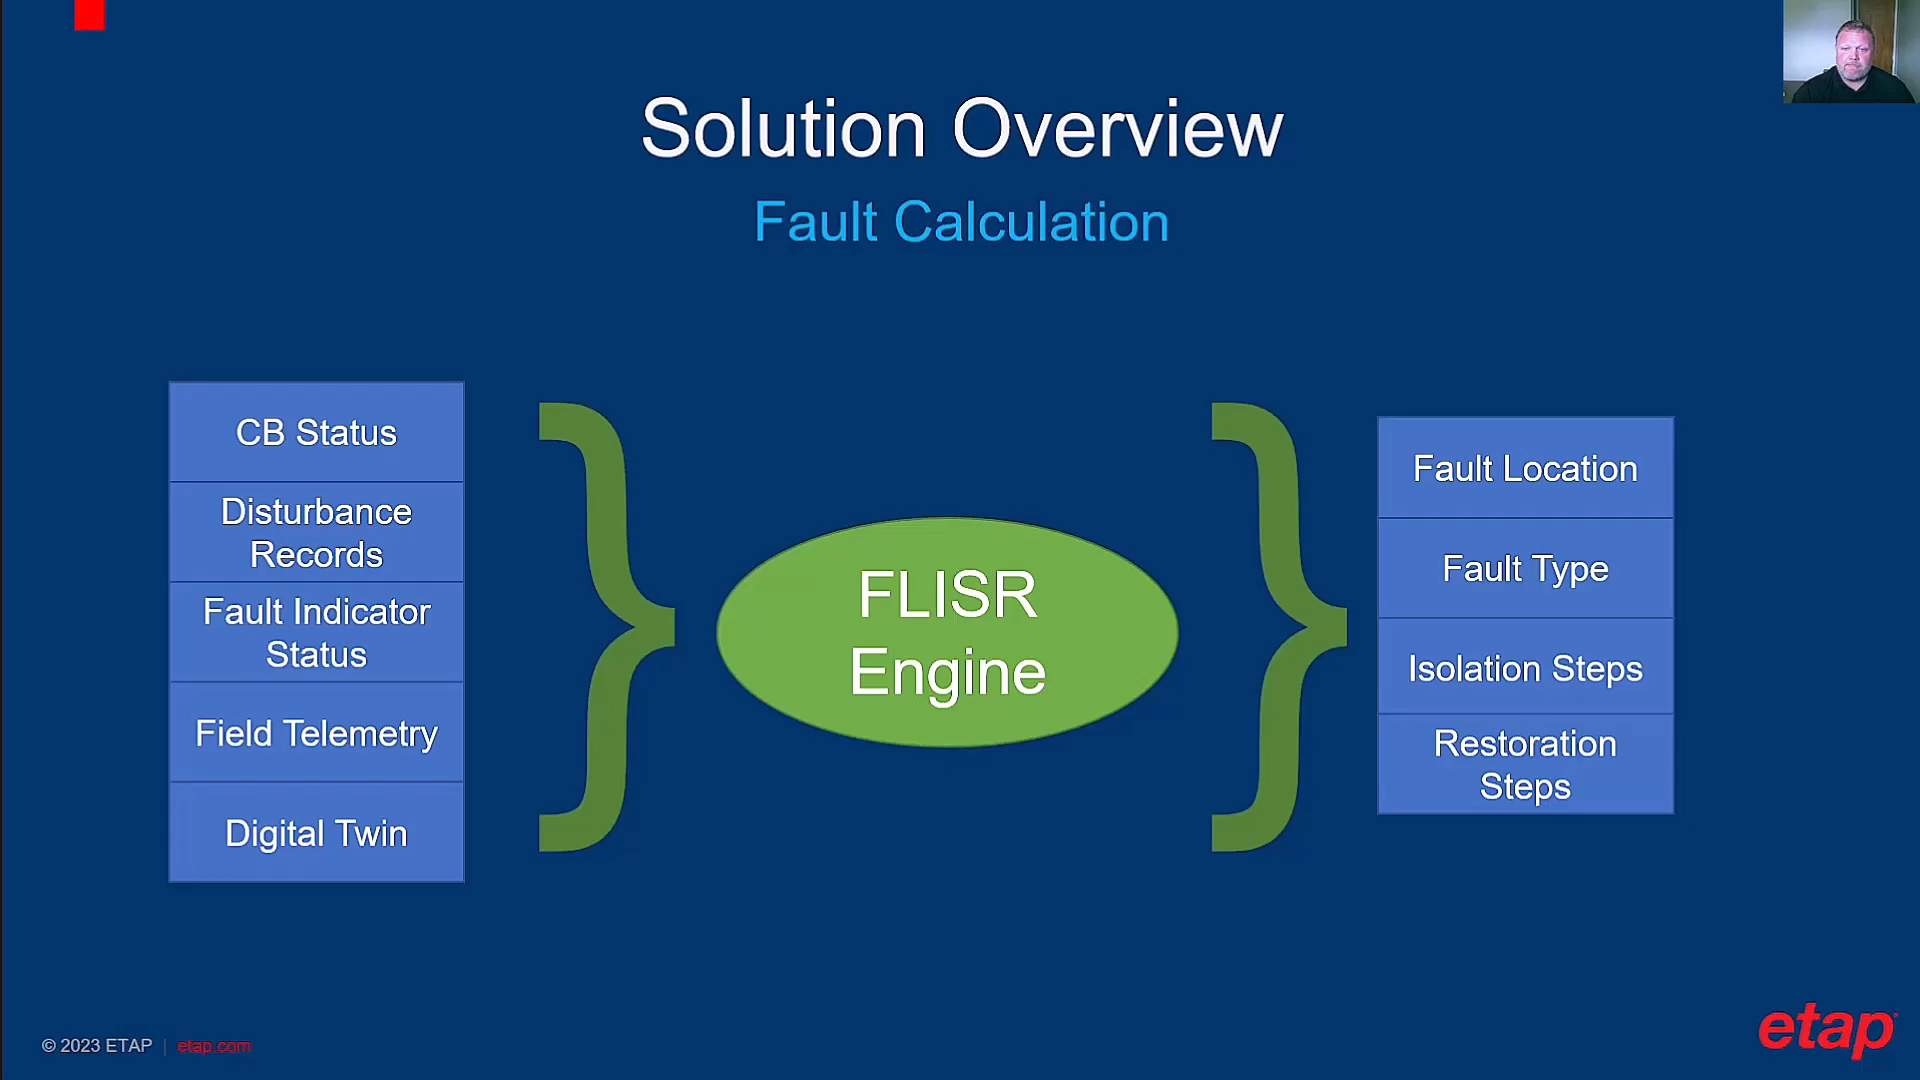 Solution Overview
Fault Calculation
CB Status
Disturbance
Records
Fault Indicator
Status
Field Telemetry
Digital Twin
FLISR
Engine
Fault Location
Fault Type
Isolation Steps
Restoration
Steps
© 2023 ETAP | etap.com
etap